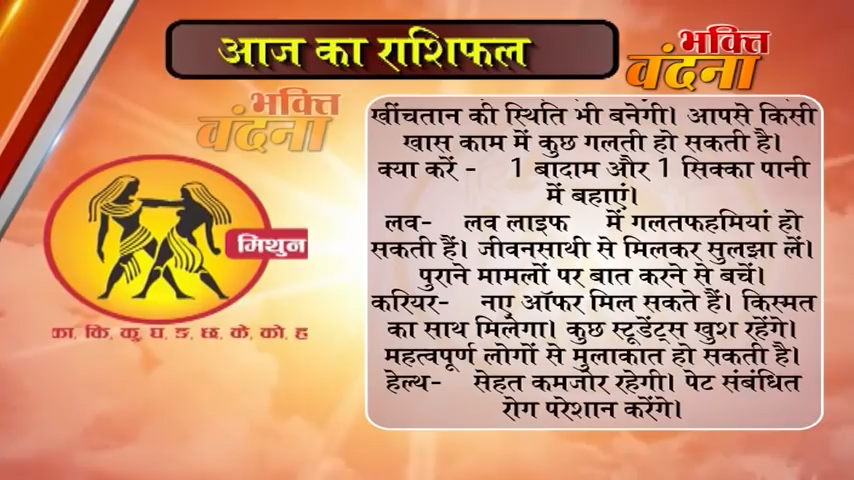 आज का राशिफल
भक्ति
वंदना
भक्ति
वंदना
खींचतान की स्थिति भी बनेगी। आपसे किसी
खास काम में कुछ गलती हो सकती है।
क्या करें - 1 बादाम और 1 सिक्का पानी
में बहाएं।
लव- लव लाइफ में गलतफहमियां हो
सकती हैं। जीवनसाथी से मिलकर सुलझा लें।
पुराने मामलों पर बात करने से बचें।
करियर- नए ऑफर मिल सकते हैं। किस्मत
का साथ मिलेगा। कुछ स्टूडेंट्स खुश रहेंगे।
महत्वपूर्ण लोगों से मुलाकात हो सकती है।
हेल्थ- सेहत कमजोर रहेगी। पेट संबंधित
रोग परेशान करेंगे।
मिथुन
का, कि, कु, घ, ङ, छ, के, को, ह